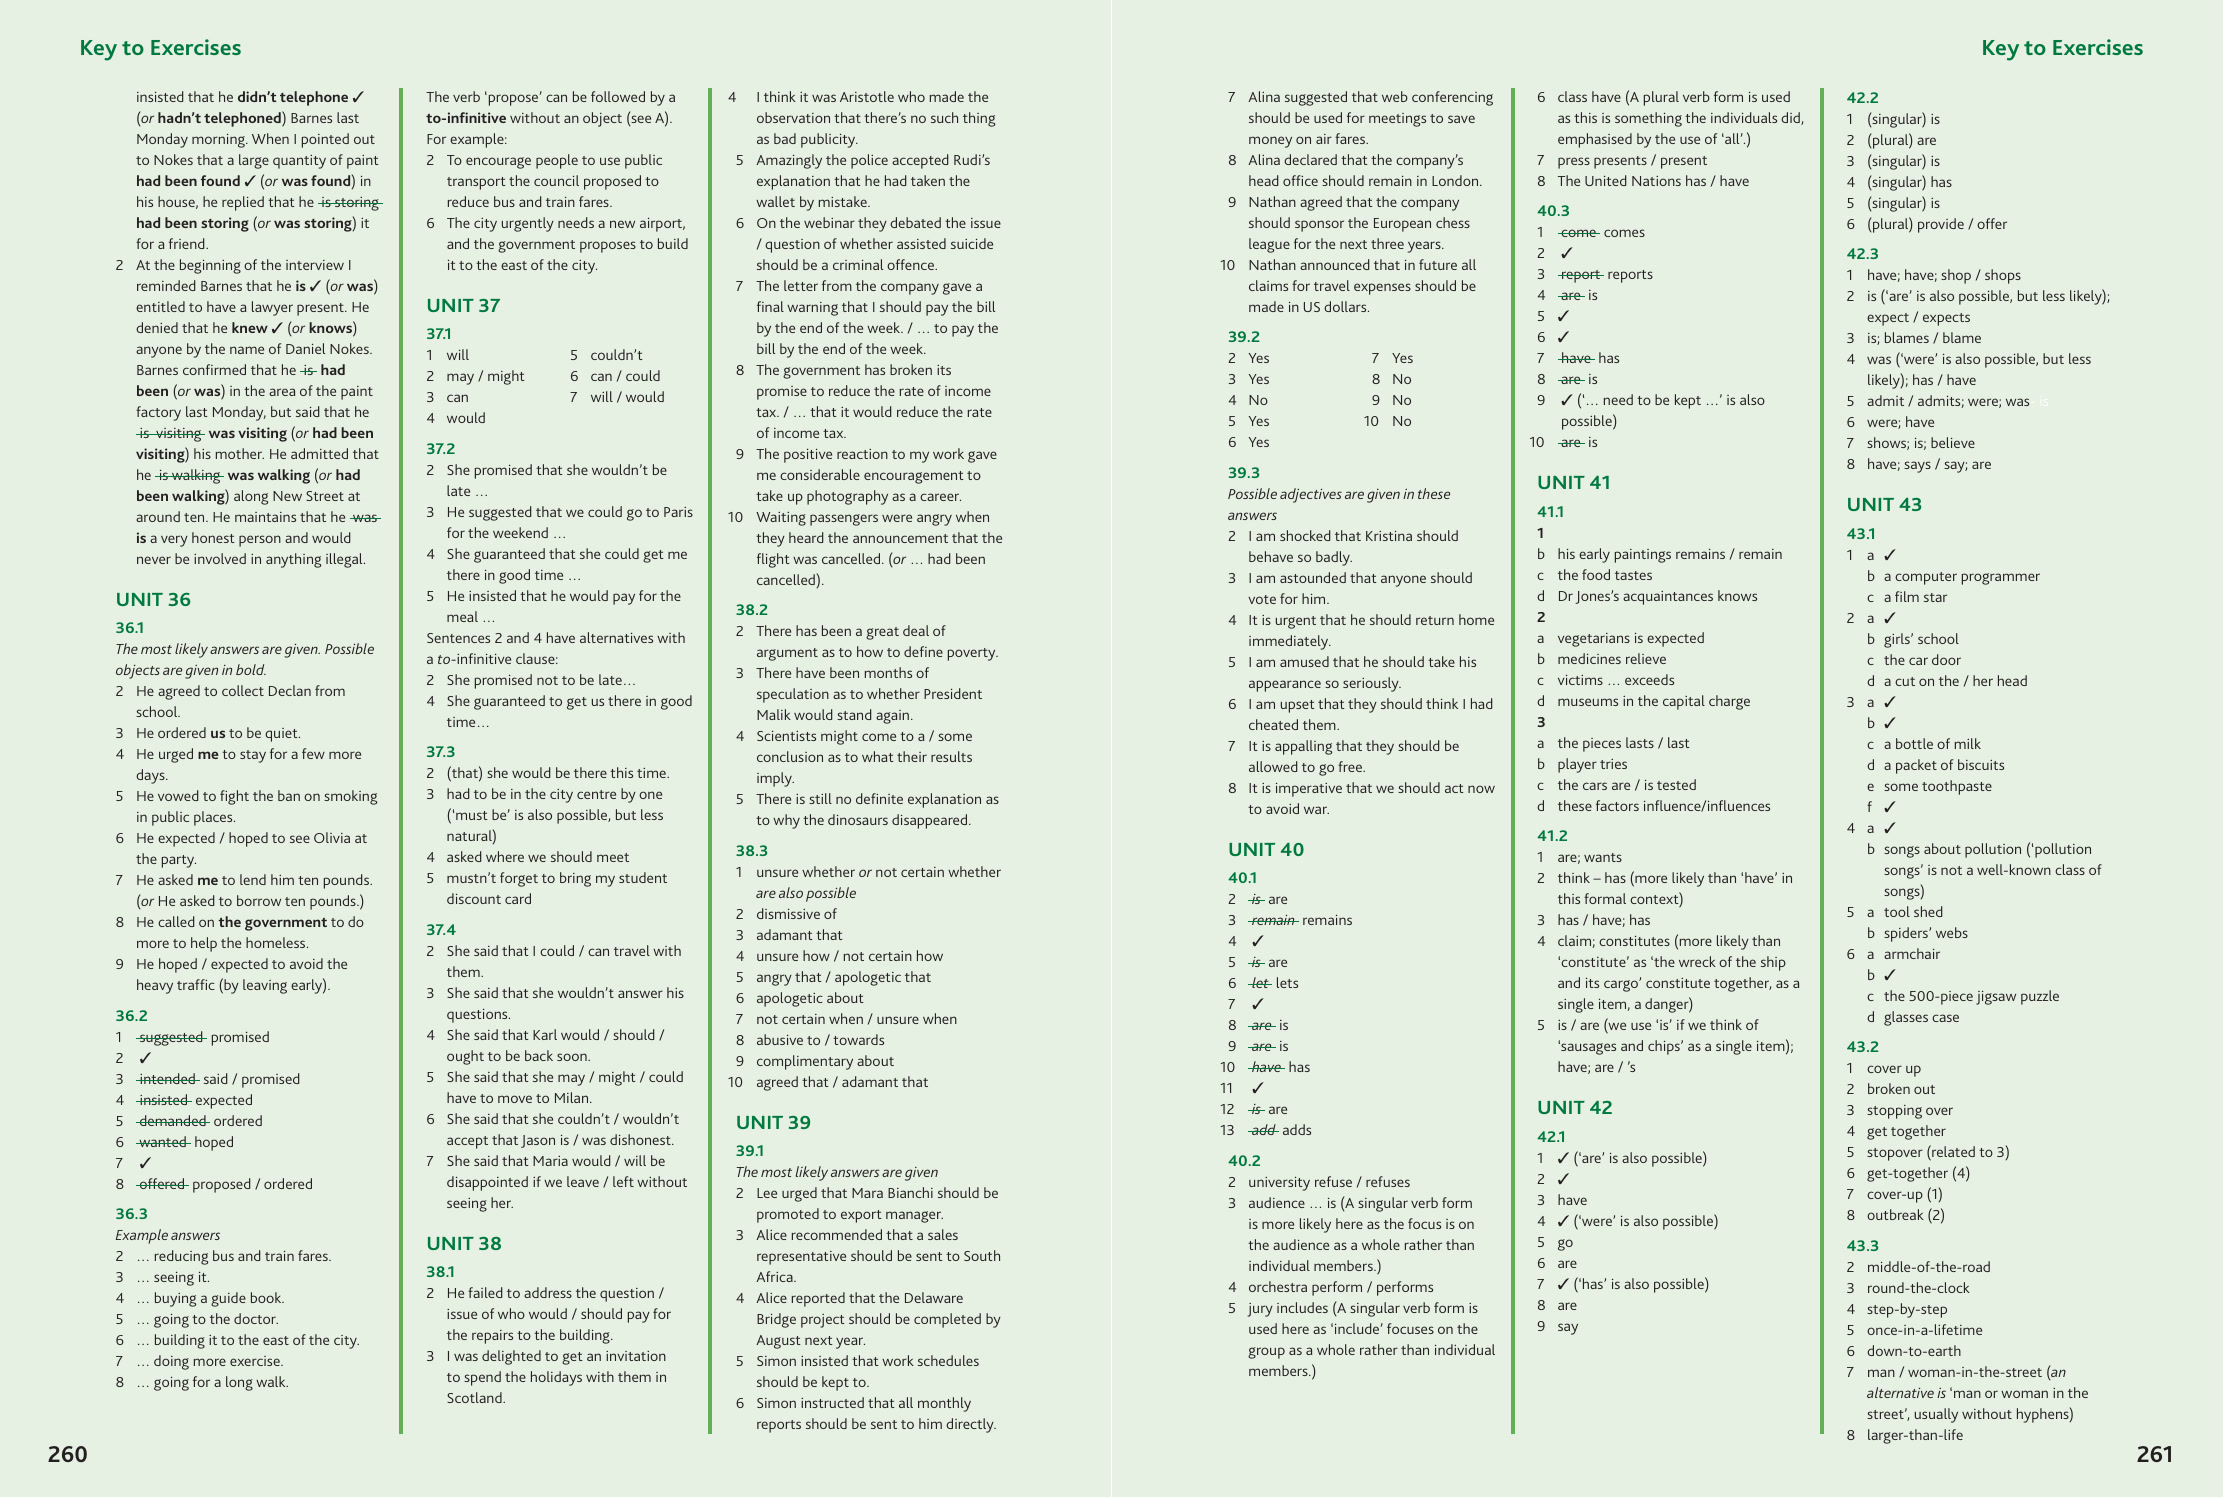 Key to Exercises
insisted that he didn’t telephone ✓
(or hadn’t telephoned) Barnes last
Monday morning. When I pointed out
to Nokes that a large quantity of paint
had been found ✓ (or was found) in
his house, he replied that he is storing
had been storing (or was storing) it
for a friend.
2 At the beginning of the interview I
reminded Barnes that he is ✓ (or was)
entitled to have a lawyer present. He
denied that he knew ✓ (or knows)
anyone by the name of Daniel Nokes.
Barnes confirmed that he is had
been (or was) in the area of the paint
factory last Monday, but said that he
is visiting was visiting (or had been
visiting) his mother. He admitted that
he is walking was walking (or had
been walking) along New Street at
around ten. He maintains that he was
is a very honest person and would
never be involved in anything illegal.
UNIT 36
36.1
The most likely answers are given. Possible
objects are given in bold.
2 He agreed to collect Declan from
school.
3 He ordered us to be quiet.
4 He urged me to stay for a few more
days.
5 He vowed to fight the ban on smoking
in public places.
6 He expected / hoped to see Olivia at
the party.
7 He asked me to lend him ten pounds.
(or He asked to borrow ten pounds.)
8 He called on the government to do
more to help the homeless.
9 He hoped / expected to avoid the
heavy traffic (by leaving early).
36.2
1 suggested promised
2 ✓
3 intended said / promised
4 insisted expected
5 demanded ordered
6 wanted hoped
7 ✓
8 offered proposed / ordered
36.3
Example answers
2 … reducing bus and train fares.
3 … seeing it.
4 … buying a guide book.
5 … going to the doctor.
6 … building it to the east of the city.
7 … doing more exercise.
8 … going for a long walk.
The verb ‘propose’ can be followed by a
to-infinitive without an object (see A).
For example:
2 To encourage people to use public
transport the council proposed to
reduce bus and train fares.
6 The city urgently needs a new airport,
and the government proposes to build
it to the east of the city.
UNIT 37
37.1
1 will 5 couldn’t
2 may / might 6 can / could
3 can 7 will / would
4 would
37.2
2 She promised that she wouldn’t be
late …
3 He suggested that we could go to Paris
for the weekend …
4 She guaranteed that she could get me
there in good time …
5 He insisted that he would pay for the
meal …
Sentences 2 and 4 have alternatives with
a to-infinitive clause:
2 She promised not to be late…
4 She guaranteed to get us there in good
time…
37.3
2 (that) she would be there this time.
3 had to be in the city centre by one
(‘must be’ is also possible, but less
natural)
4 asked where we should meet
5 mustn’t forget to bring my student
discount card
37.4
2 She said that I could / can travel with
them.
3 She said that she wouldn’t answer his
questions.
4 She said that Karl would / should /
ought to be back soon.
5 She said that she may / might / could
have to move to Milan.
6 She said that she couldn’t / wouldn’t
accept that Jason is / was dishonest.
7 She said that Maria would / will be
disappointed if we leave / left without
seeing her.
UNIT 38
38.1
2 He failed to address the question /
issue of who would / should pay for
the repairs to the building.
3 I was delighted to get an invitation
to spend the holidays with them in
Scotland.
4 I think it was Aristotle who made the
observation that there’s no such thing
as bad publicity.
5 Amazingly the police accepted Rudi’s
explanation that he had taken the
wallet by mistake.
6 On the webinar they debated the issue
/ question of whether assisted suicide
should be a criminal offence.
7 The letter from the company gave a
final warning that I should pay the bill
by the end of the week. / … to pay the
bill by the end of the week.
8 The government has broken its
promise to reduce the rate of income
tax. / … that it would reduce the rate
of income tax.
9 The positive reaction to my work gave
me considerable encouragement to
take up photography as a career.
10 Waiting passengers were angry when
they heard the announcement that the
flight was cancelled. (or … had been
cancelled).
38.2
2 There has been a great deal of
argument as to how to define poverty.
3 There have been months of
speculation as to whether President
Malik would stand again.
4 Scientists might come to a / some
conclusion as to what their results
imply.
5 There is still no definite explanation as
to why the dinosaurs disappeared.
38.3
1 unsure whether or not certain whether
are also possible
2 dismissive of
3 adamant that
4 unsure how / not certain how
5 angry that / apologetic that
6 apologetic about
7 not certain when / unsure when
8 abusive to / towards
9 complimentary about
10 agreed that / adamant that
UNIT 39
39.1
The most likely answers are given
2 Lee urged that Mara Bianchi should be
promoted to export manager.
3 Alice recommended that a sales
representative should be sent to South
Africa.
4 Alice reported that the Delaware
Bridge project should be completed by
August next year.
5 Simon insisted that work schedules
should be kept to.
6 Simon instructed that all monthly
reports should be sent to him directly.
260
Key to Exercises
7 Alina suggested that web conferencing
should be used for meetings to save
money on air fares.
8 Alina declared that the company’s
head office should remain in London.
9 Nathan agreed that the company
should sponsor the European chess
league for the next three years.
10 Nathan announced that in future all
claims for travel expenses should be
made in US dollars.
39.2
2 Yes 7 Yes
3 Yes 8 No
4 No 9 No
5 Yes 10 No
6 Yes
39.3
Possible adjectives are given in these
answers
2 I am shocked that Kristina should
behave so badly.
3 I am astounded that anyone should
vote for him.
4 It is urgent that he should return home
immediately.
5 I am amused that he should take his
appearance so seriously.
6 I am upset that they should think I had
cheated them.
7 It is appalling that they should be
allowed to go free.
8 It is imperative that we should act now
to avoid war.
UNIT 40
40.1
2 is are
3 remain remains
4 ✓
5 is are
6 let lets
7 ✓
8 are is
9 are is
10 have has
11 ✓
12 is are
13 add adds
40.2
2 university refuse / refuses
3 audience … is (A singular verb form
is more likely here as the focus is on
the audience as a whole rather than
individual members.)
4 orchestra perform / performs
5 jury includes (A singular verb form is
used here as ‘include’ focuses on the
group as a whole rather than individual
members.)
6 class have (A plural verb form is used
as this is something the individuals did,
emphasised by the use of ‘all’.)
7 press presents / present
8 The United Nations has / have
40.3
1 come comes
2 ✓
3 report reports
4 are is
5 ✓
6 ✓
7 have has
8 are is
9 ✓ (‘… need to be kept …’ is also
possible)
10 are is
UNIT 41
41.1
1
b his early paintings remains / remain
c the food tastes
d Dr Jones’s acquaintances knows
2
a vegetarians is expected
b medicines relieve
c victims … exceeds
d museums in the capital charge
3
a the pieces lasts / last
b player tries
c the cars are / is tested
d these factors influence/influences
41.2
1 are; wants
2 think – has (more likely than ‘have’ in
this formal context)
3 has / have; has
4 claim; constitutes (more likely than
‘constitute’ as ‘the wreck of the ship
and its cargo’ constitute together, as a
single item, a danger)
5 is / are (we use ‘is’ if we think of
‘sausages and chips’ as a single item);
have; are / ’s
UNIT 42
42.1
1 ✓ (‘are’ is also possible)
2 ✓
3 have
4 ✓ (‘were’ is also possible)
5 go
6 are
7 ✓ (‘has’ is also possible)
8 are
9 say
42.2
1 (singular) is
2 (plural) are
3 (singular) is
4 (singular) has
5 (singular) is
6 (plural) provide / offer
42.3
1 have; have; shop / shops
2 is (‘are’ is also possible, but less likely);
expect / expects
3 is; blames / blame
4 was (‘were’ is also possible, but less
likely); has / have
5 admit / admits; were; was is
6 were; have
7 shows; is; believe
8 have; says / say; are
UNIT 43
43.1
1 a ✓
b a computer programmer
c a film star
2 a ✓
b girls’ school
c the car door
d a cut on the / her head
3 a ✓
b ✓
c a bottle of milk
d a packet of biscuits
e some toothpaste
f ✓
4 a ✓
b songs about pollution (‘pollution
songs’ is not a well-known class of
songs)
5 a tool shed
b spiders’ webs
6 a armchair
b ✓
c the 500-piece jigsaw puzzle
d glasses case
43.2
1 cover up
2 broken out
3 stopping over
4 get together
5 stopover (related to 3)
6 get-together (4)
7 cover-up (1)
8 outbreak (2)
43.3
2 middle-of-the-road
3 round-the-clock
4 step-by-step
5 once-in-a-lifetime
6 down-to-earth
7 man / woman-in-the-street (an
alternative is ‘man or woman in the
street’, usually without hyphens)
8 larger-than-life
261